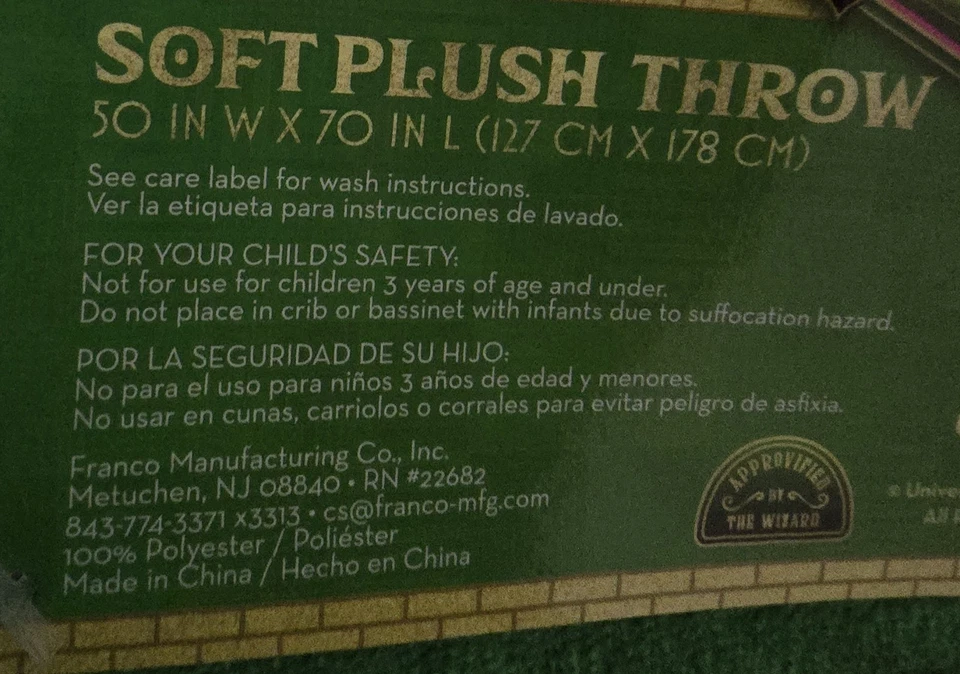 SOFT PLUSH THROW
50 IN W X 70 IN L (127 CM X 178 CM)
See care label for wash instructions.
Ver la etiqueta para instrucciones de lavado.
FOR YOUR CHILD'S SAFETY:
Not for use for children 3 years of age and under.
Do not place in crib or bassinet with infants due to suffocation hazard.
POR LA SEGURIDAD DE SU HIJO:
No para el uso para niños 3 años de edad y menores.
No usar en cunas, carriolos o corrales para evitar peligro de asfixia.
Franco Manufacturing Co., Inc.
Metuchen, NJ 08840 • RN #22682
843-774-3371 x3313 • cs@franco-mfg.com
100% Polyester / Poliéster
Made in China / Hecho en China
APPROVIFIED
BY
THE WIZARD
© Unive
All